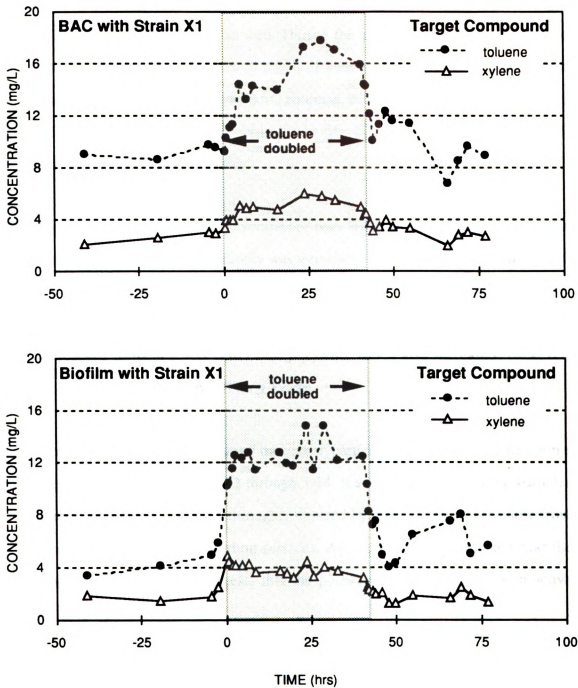 BAC with Strain X1
Target Compound
toluene
xylene
toluene
doubled
CONCENTRATION (mg/L)
20
16
12
8
4
0
-50 -25 0 25 50 75 100
Biofilm with Strain X1
Target Compound
toluene
xylene
toluene
doubled
CONCENTRATION (mg/L)
20
16
12
8
4
0
-50 -25 0 25 50 75 100
TIME (hrs)